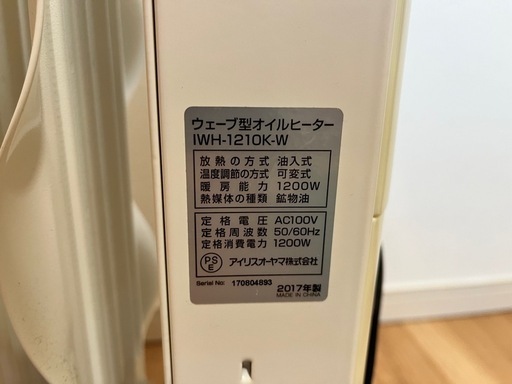 ウェーブ型オイルヒーター
IWH-1210K-W
放熱の方式 油入式
温度調節の方式 可変式
暖房能力 1200W
熱媒体の種類 鉱物油
定格電圧 AC100V
定格周波数 50/60Hz
定格消費電力 1200W
PSE アイリスオーヤマ株式会社
Serial No: 170804893 2017年製
MADE IN CHINA